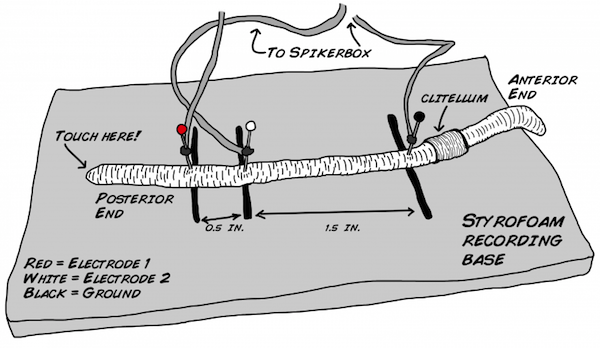 To Spikerbox
Anterior
End
clitellum
Touch here!
Posterior
End
0.5 in.
1.5 in.
Styrofoam
recording
base
Red = Electrode 1
White = Electrode 2
Black = Ground